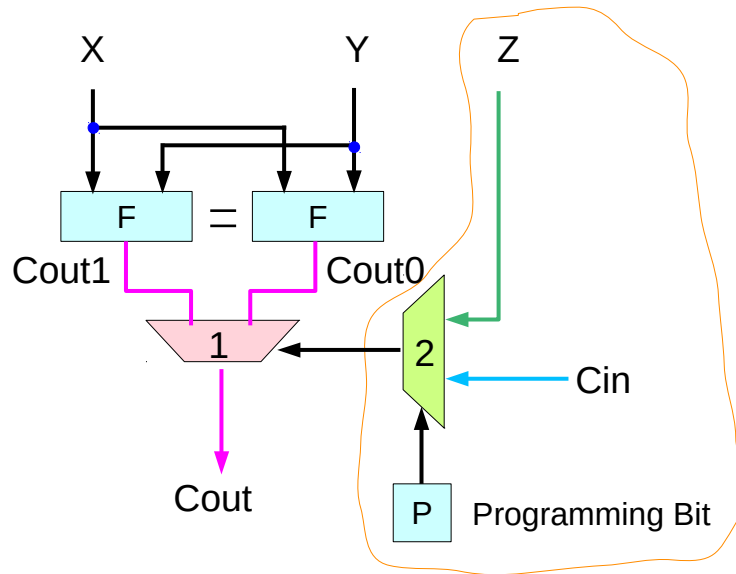 X
Y
Z
F
=
F
Cout1
Cout0
1
2
Cin
Cout
P
Programming Bit